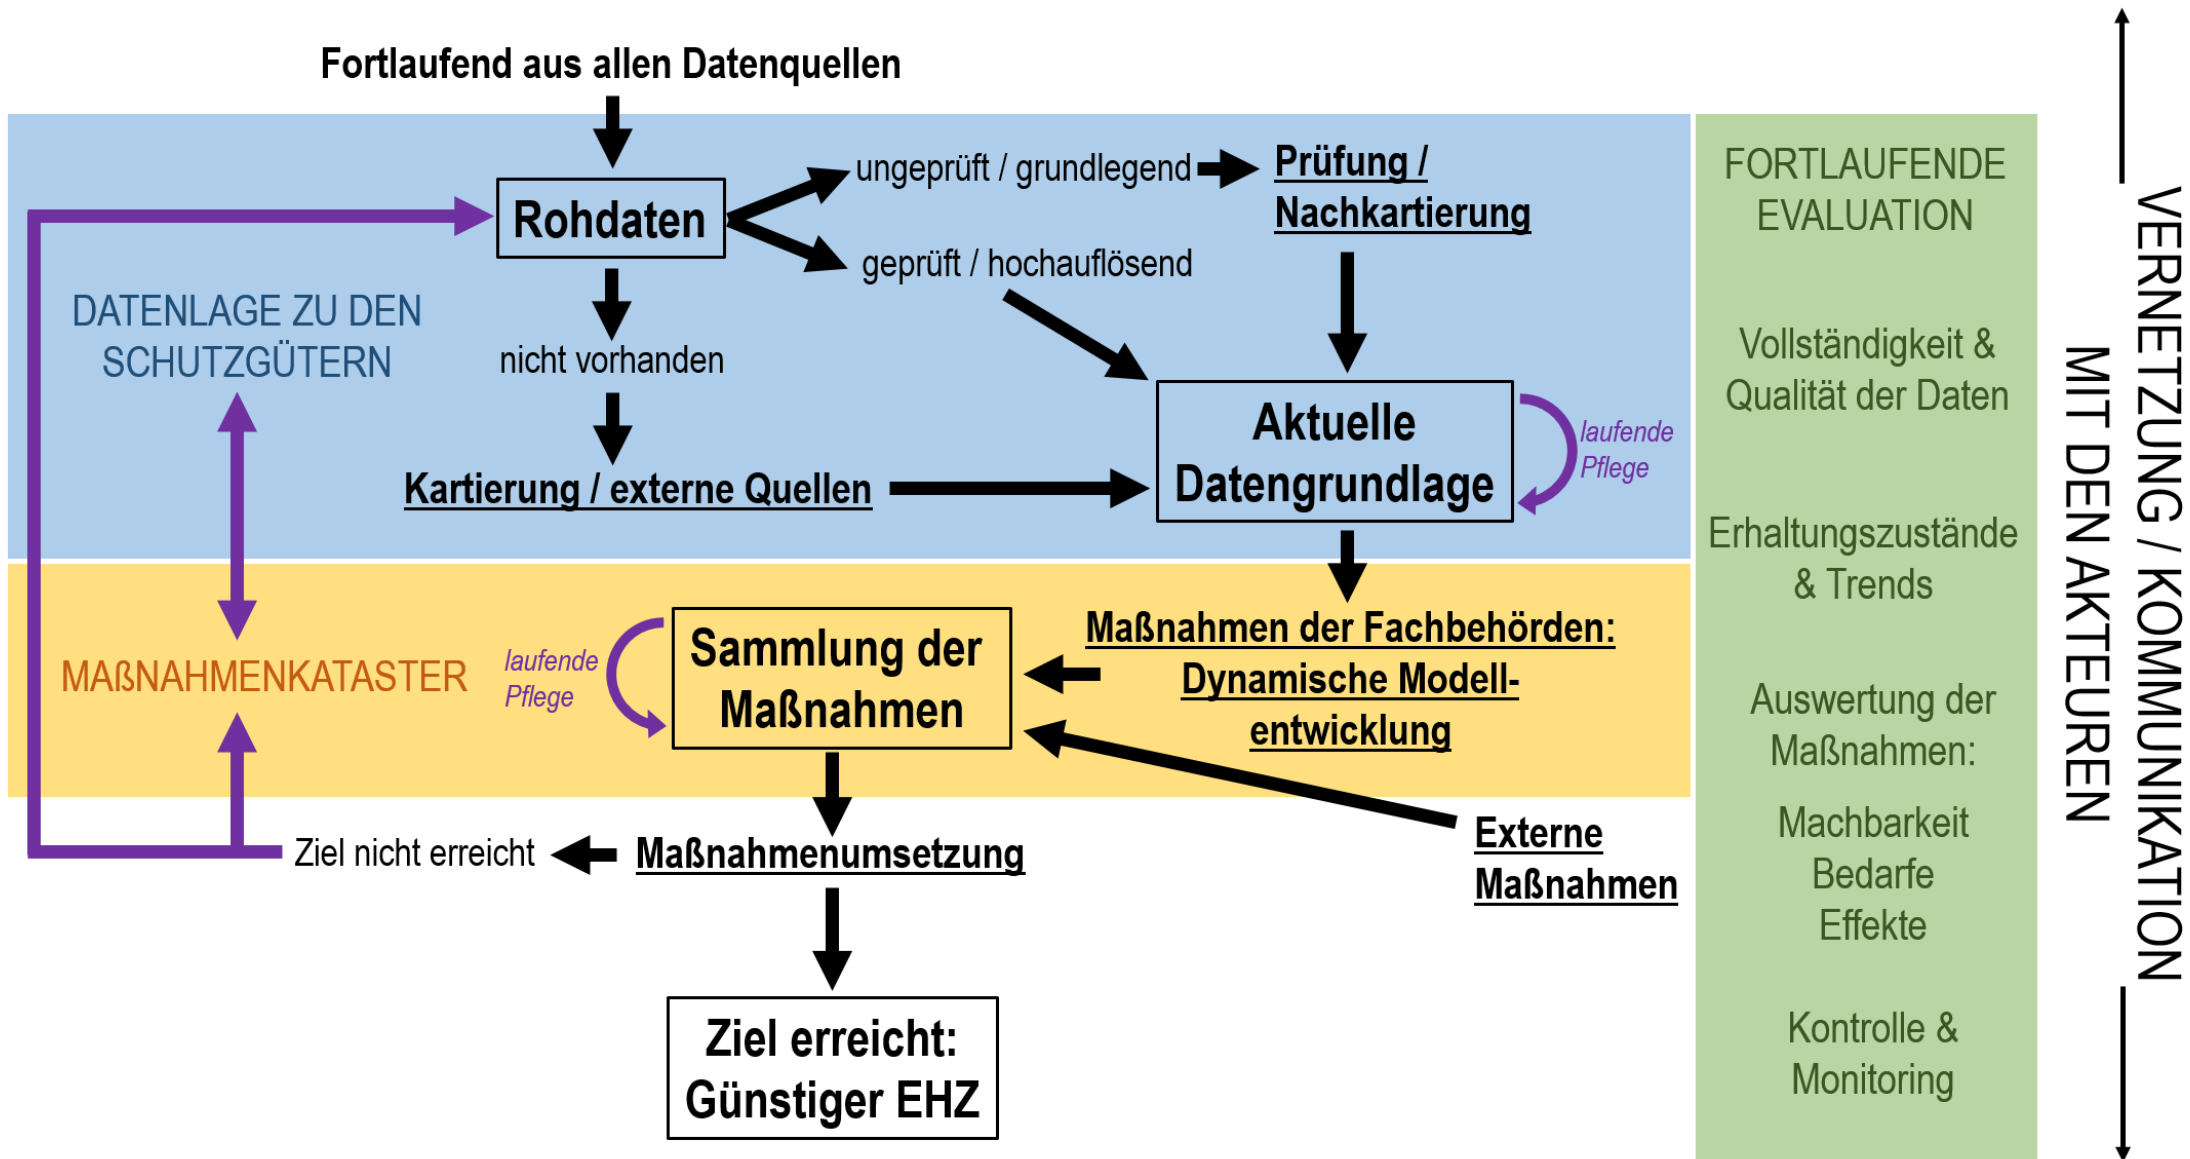 Fortlaufend aus allen Datenquellen
Rohdaten
ungeprüft / grundlegend
Prüfung /
Nachkartierung
geprüft / hochauflösend
DATENLAGE ZU DEN
SCHUTZGÜTERN
nicht vorhanden
Kartierung / externe Quellen
Aktuelle
Datengrundlage
laufende
Pflege
MAßNAHMENKATASTER
laufende
Pflege
Sammlung der
Maßnahmen
Maßnahmen der Fachbehörden:
Dynamische Modell-
entwicklung
Ziel nicht erreicht
Maßnahmenumsetzung
Externe
Maßnahmen
Ziel erreicht:
Günstiger EHZ
FORTLAUFENDE
EVALUATION
Vollständigkeit &
Qualität der Daten
Erhaltungszustände
& Trends
Auswertung der
Maßnahmen:
Machbarkeit
Bedarfe
Effekte
Kontrolle &
Monitoring
VERNETZUNG / KOMMUNIKATION
MIT DEN AKTEUREN